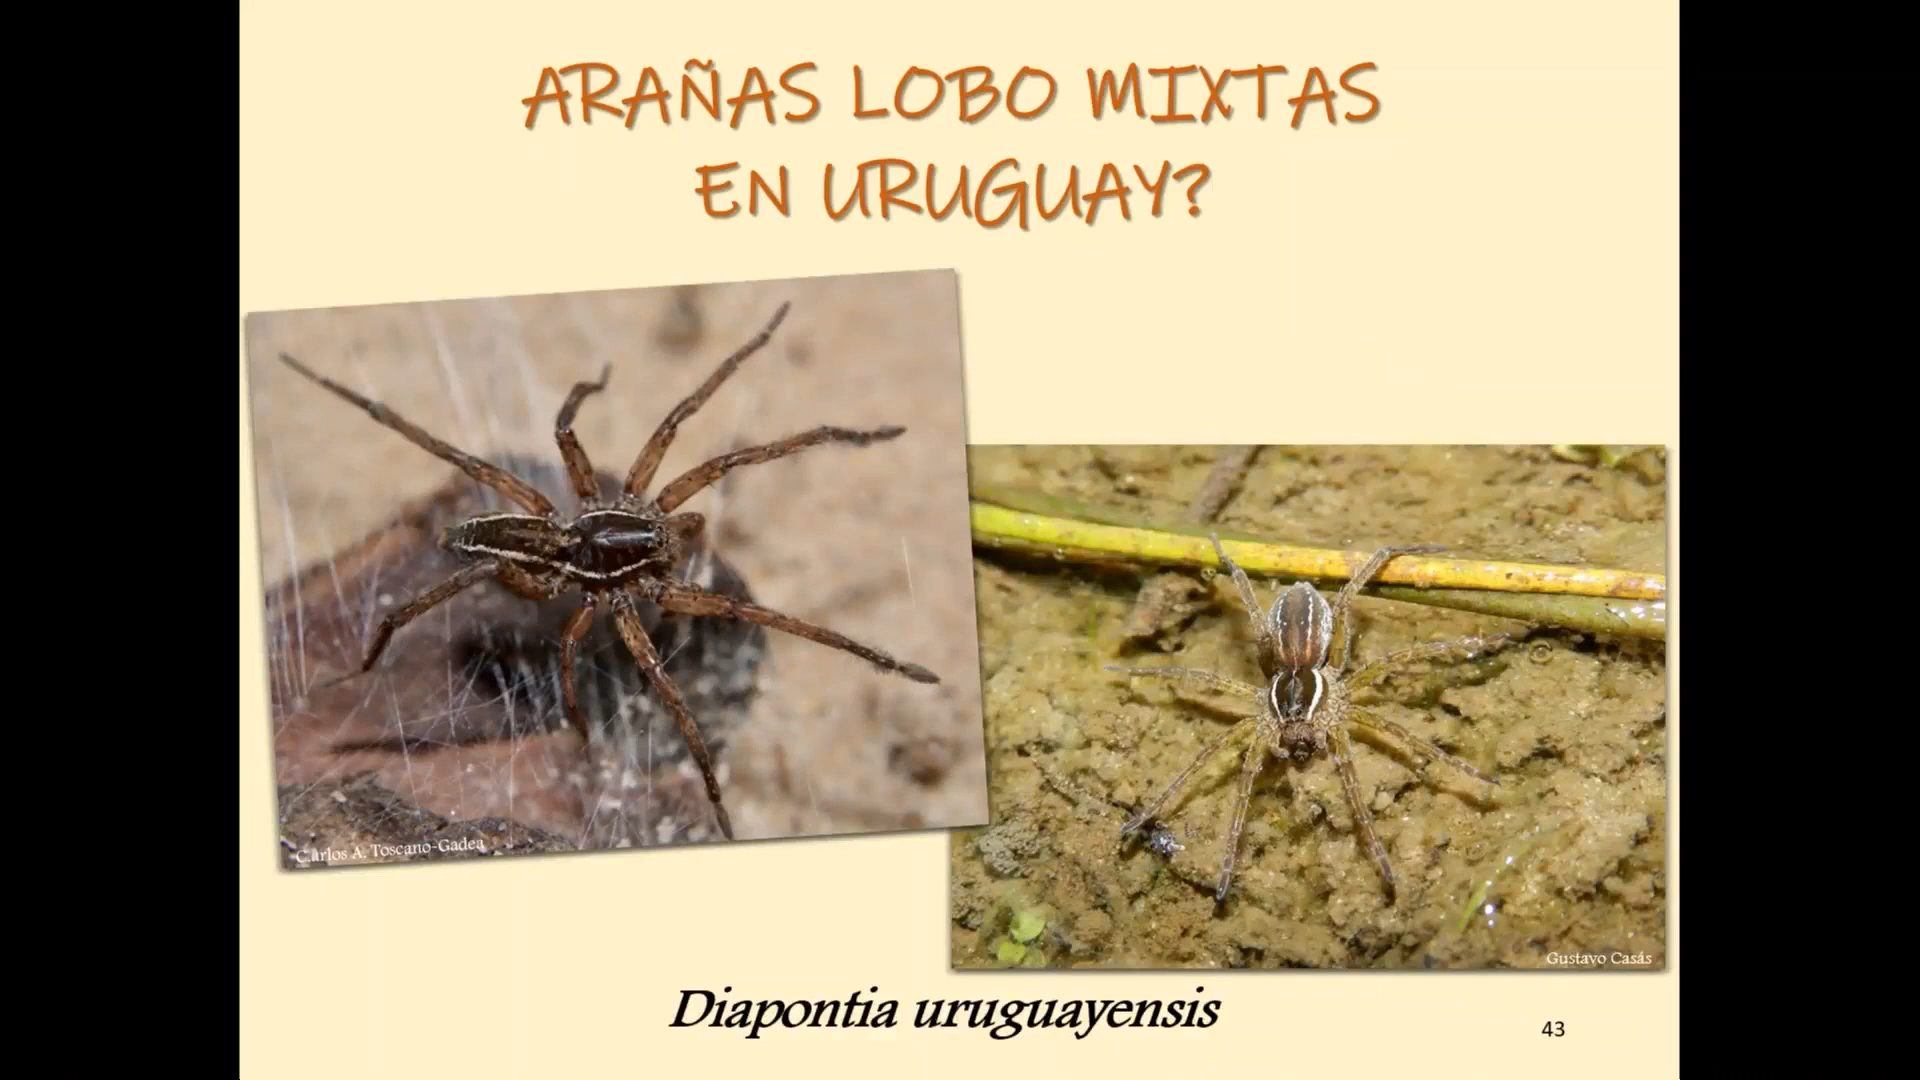 ARAÑAS LOBO MIXTAS
EN URUGUAY?
Carlos A. Toscano-Gadea
Gustavo Casás
Diapontia uruguayensis
43